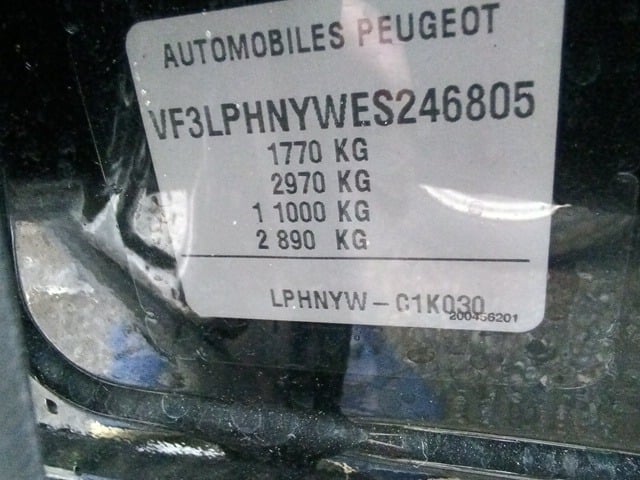 AUTOMOBILES PEUGEOT
VF3LPHNYWES246805
1770 KG
2970 KG
1 1000 KG
2 890 KG
LPHNYW - C1K030
200456201